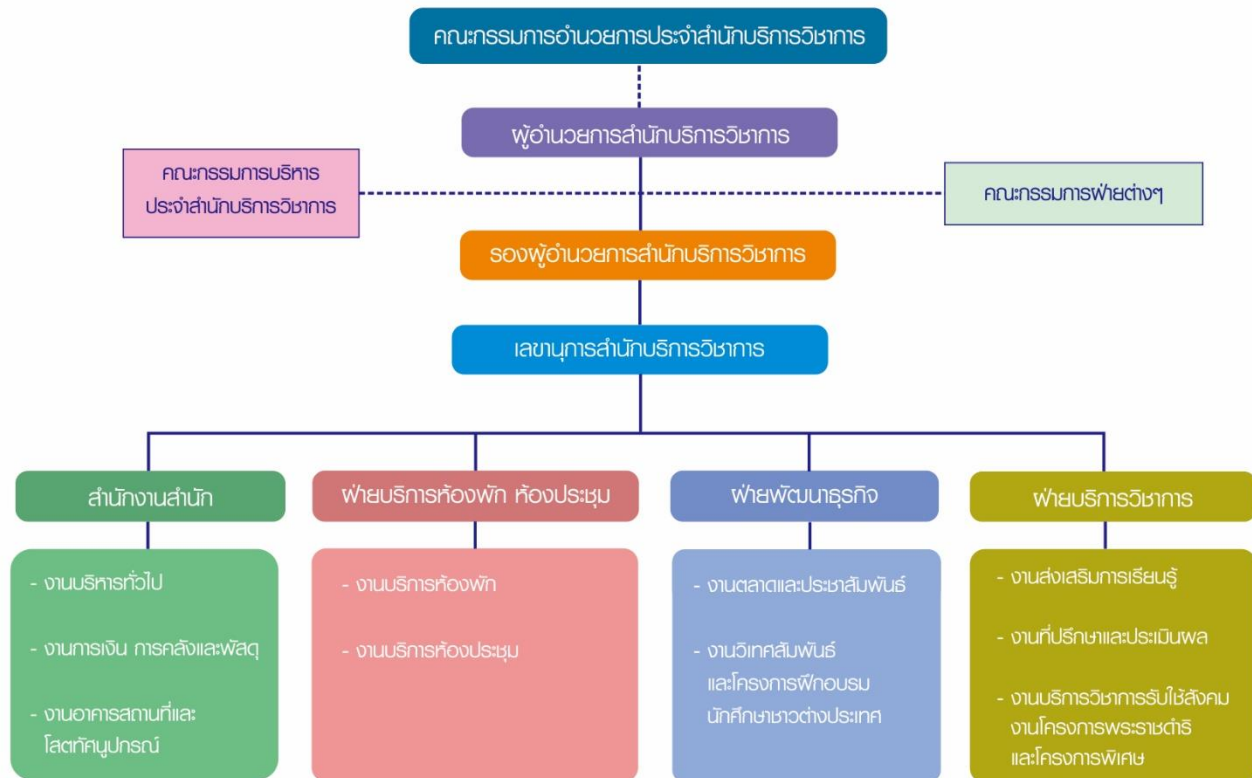 คณะกรรมการอำนวยการประจำสำนักบริการวิชาการ
ผู้อำนวยการสำนักบริการวิชาการ
คณะกรรมการบริหาร
ประจำสำนักบริการวิชาการ
คณะกรรมการฝ่ายต่างๆ
รองผู้อำนวยการสำนักบริการวิชาการ
เลขานุการสำนักบริการวิชาการ
สำนักงานสำนัก
- งานบริหารทั่วไป
- งานการเงิน การคลังและพัสดุ
- งานอาคารสถานที่และ
โสตทัศนูปกรณ์
ฝ่ายบริการห้องพัก ห้องประชุม
- งานบริการห้องพัก
- งานบริการห้องประชุม
ฝ่ายพัฒนาธุรกิจ
- งานตลาดและประชาสัมพันธ์
- งานวิเทศสัมพันธ์
และโครงการฝึกอบรม
นักศึกษาชาวต่างประเทศ
ฝ่ายบริการวิชาการ
- งานส่งเสริมการเรียนรู้
- งานที่ปรึกษาและประเมินผล
- งานบริการวิชาการรับใช้สังคม
งานโครงการพระราชดำริ
และโครงการพิเศษ